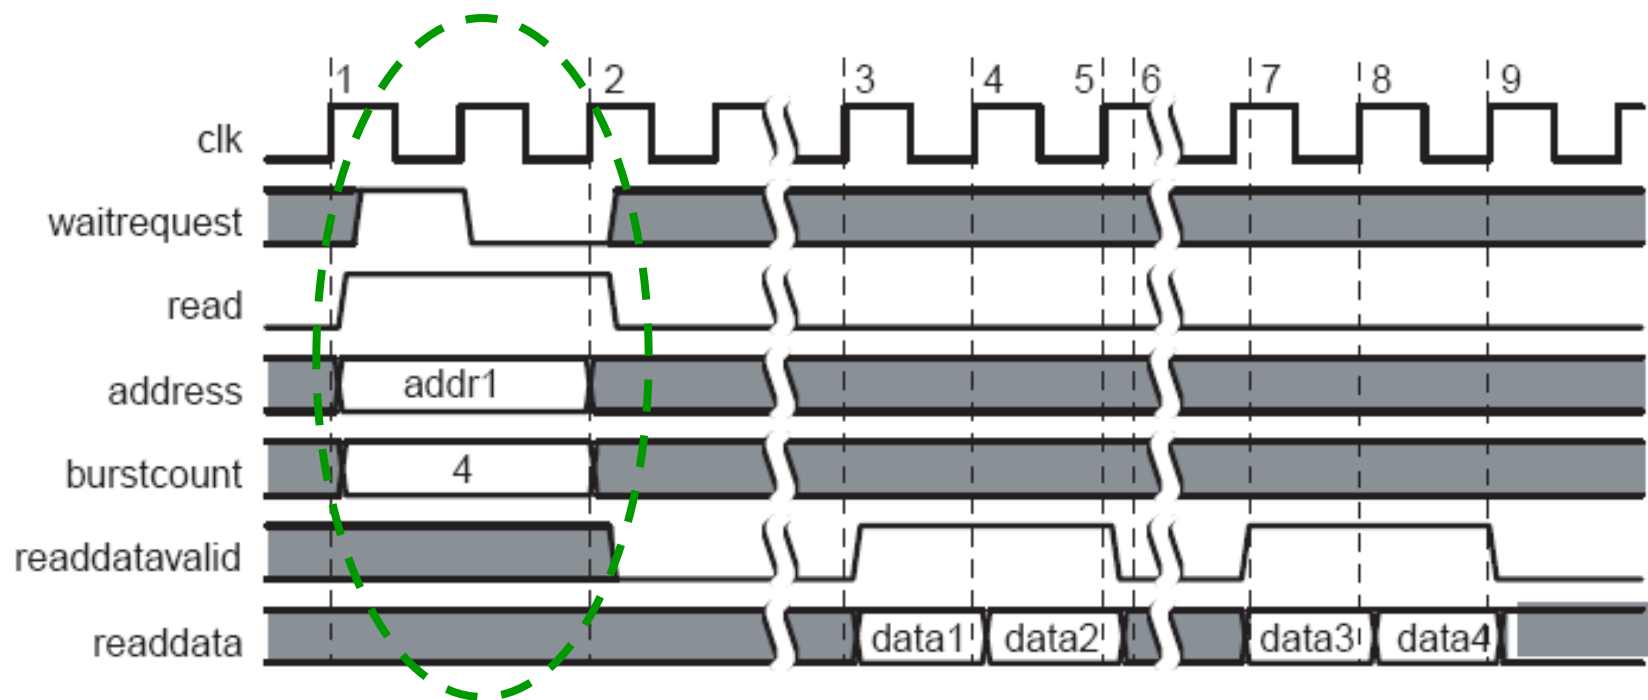 1 2 3 4 5 6 7 8 9
clk
waitrequest
read
address addr1
burstcount 4
readdatavalid
readdata data1 data2 data3 data4